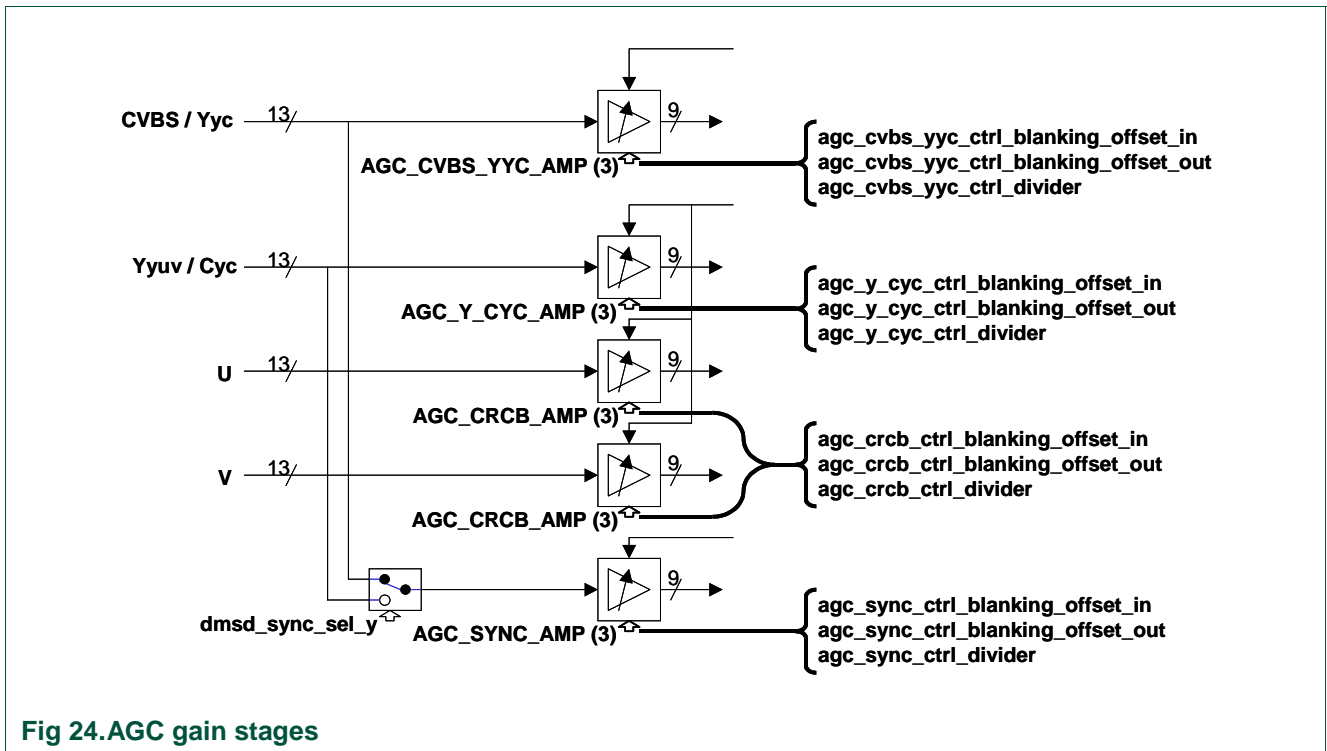 CVBS / Yyc 13 9
AGC_CVBS_YYC_AMP (3)
agc_cvbs_yyc_ctrl_blanking_offset_in
agc_cvbs_yyc_ctrl_blanking_offset_out
agc_cvbs_yyc_ctrl_divider
Yyuv / Cyc 13 9
AGC_Y_CYC_AMP (3)
agc_y_cyc_ctrl_blanking_offset_in
agc_y_cyc_ctrl_blanking_offset_out
agc_y_cyc_ctrl_divider
U 13 9
AGC_CRCB_AMP (3)
agc_crcb_ctrl_blanking_offset_in
agc_crcb_ctrl_blanking_offset_out
agc_crcb_ctrl_divider
V 13 9
AGC_CRCB_AMP (3)
9
dmsd_sync_sel_y
AGC_SYNC_AMP (3)
agc_sync_ctrl_blanking_offset_in
agc_sync_ctrl_blanking_offset_out
agc_sync_ctrl_divider
Fig 24.AGC gain stages